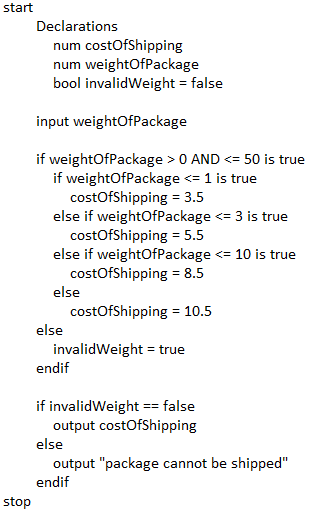 start
Declarations
num costOfShipping
num weightOfPackage
bool invalidWeight = false
input weightOfPackage
if weightOfPackage > 0 AND <= 50 is true
if weightOfPackage <= 1 is true
costOfShipping = 3.5
else if weightOfPackage <= 3 is true
costOfShipping = 5.5
else if weightOfPackage <= 10 is true
costOfShipping = 8.5
else
costOfShipping = 10.5
else
invalidWeight = true
endif
if invalidWeight == false
output costOfShipping
else
output "package cannot be shipped"
endif
stop